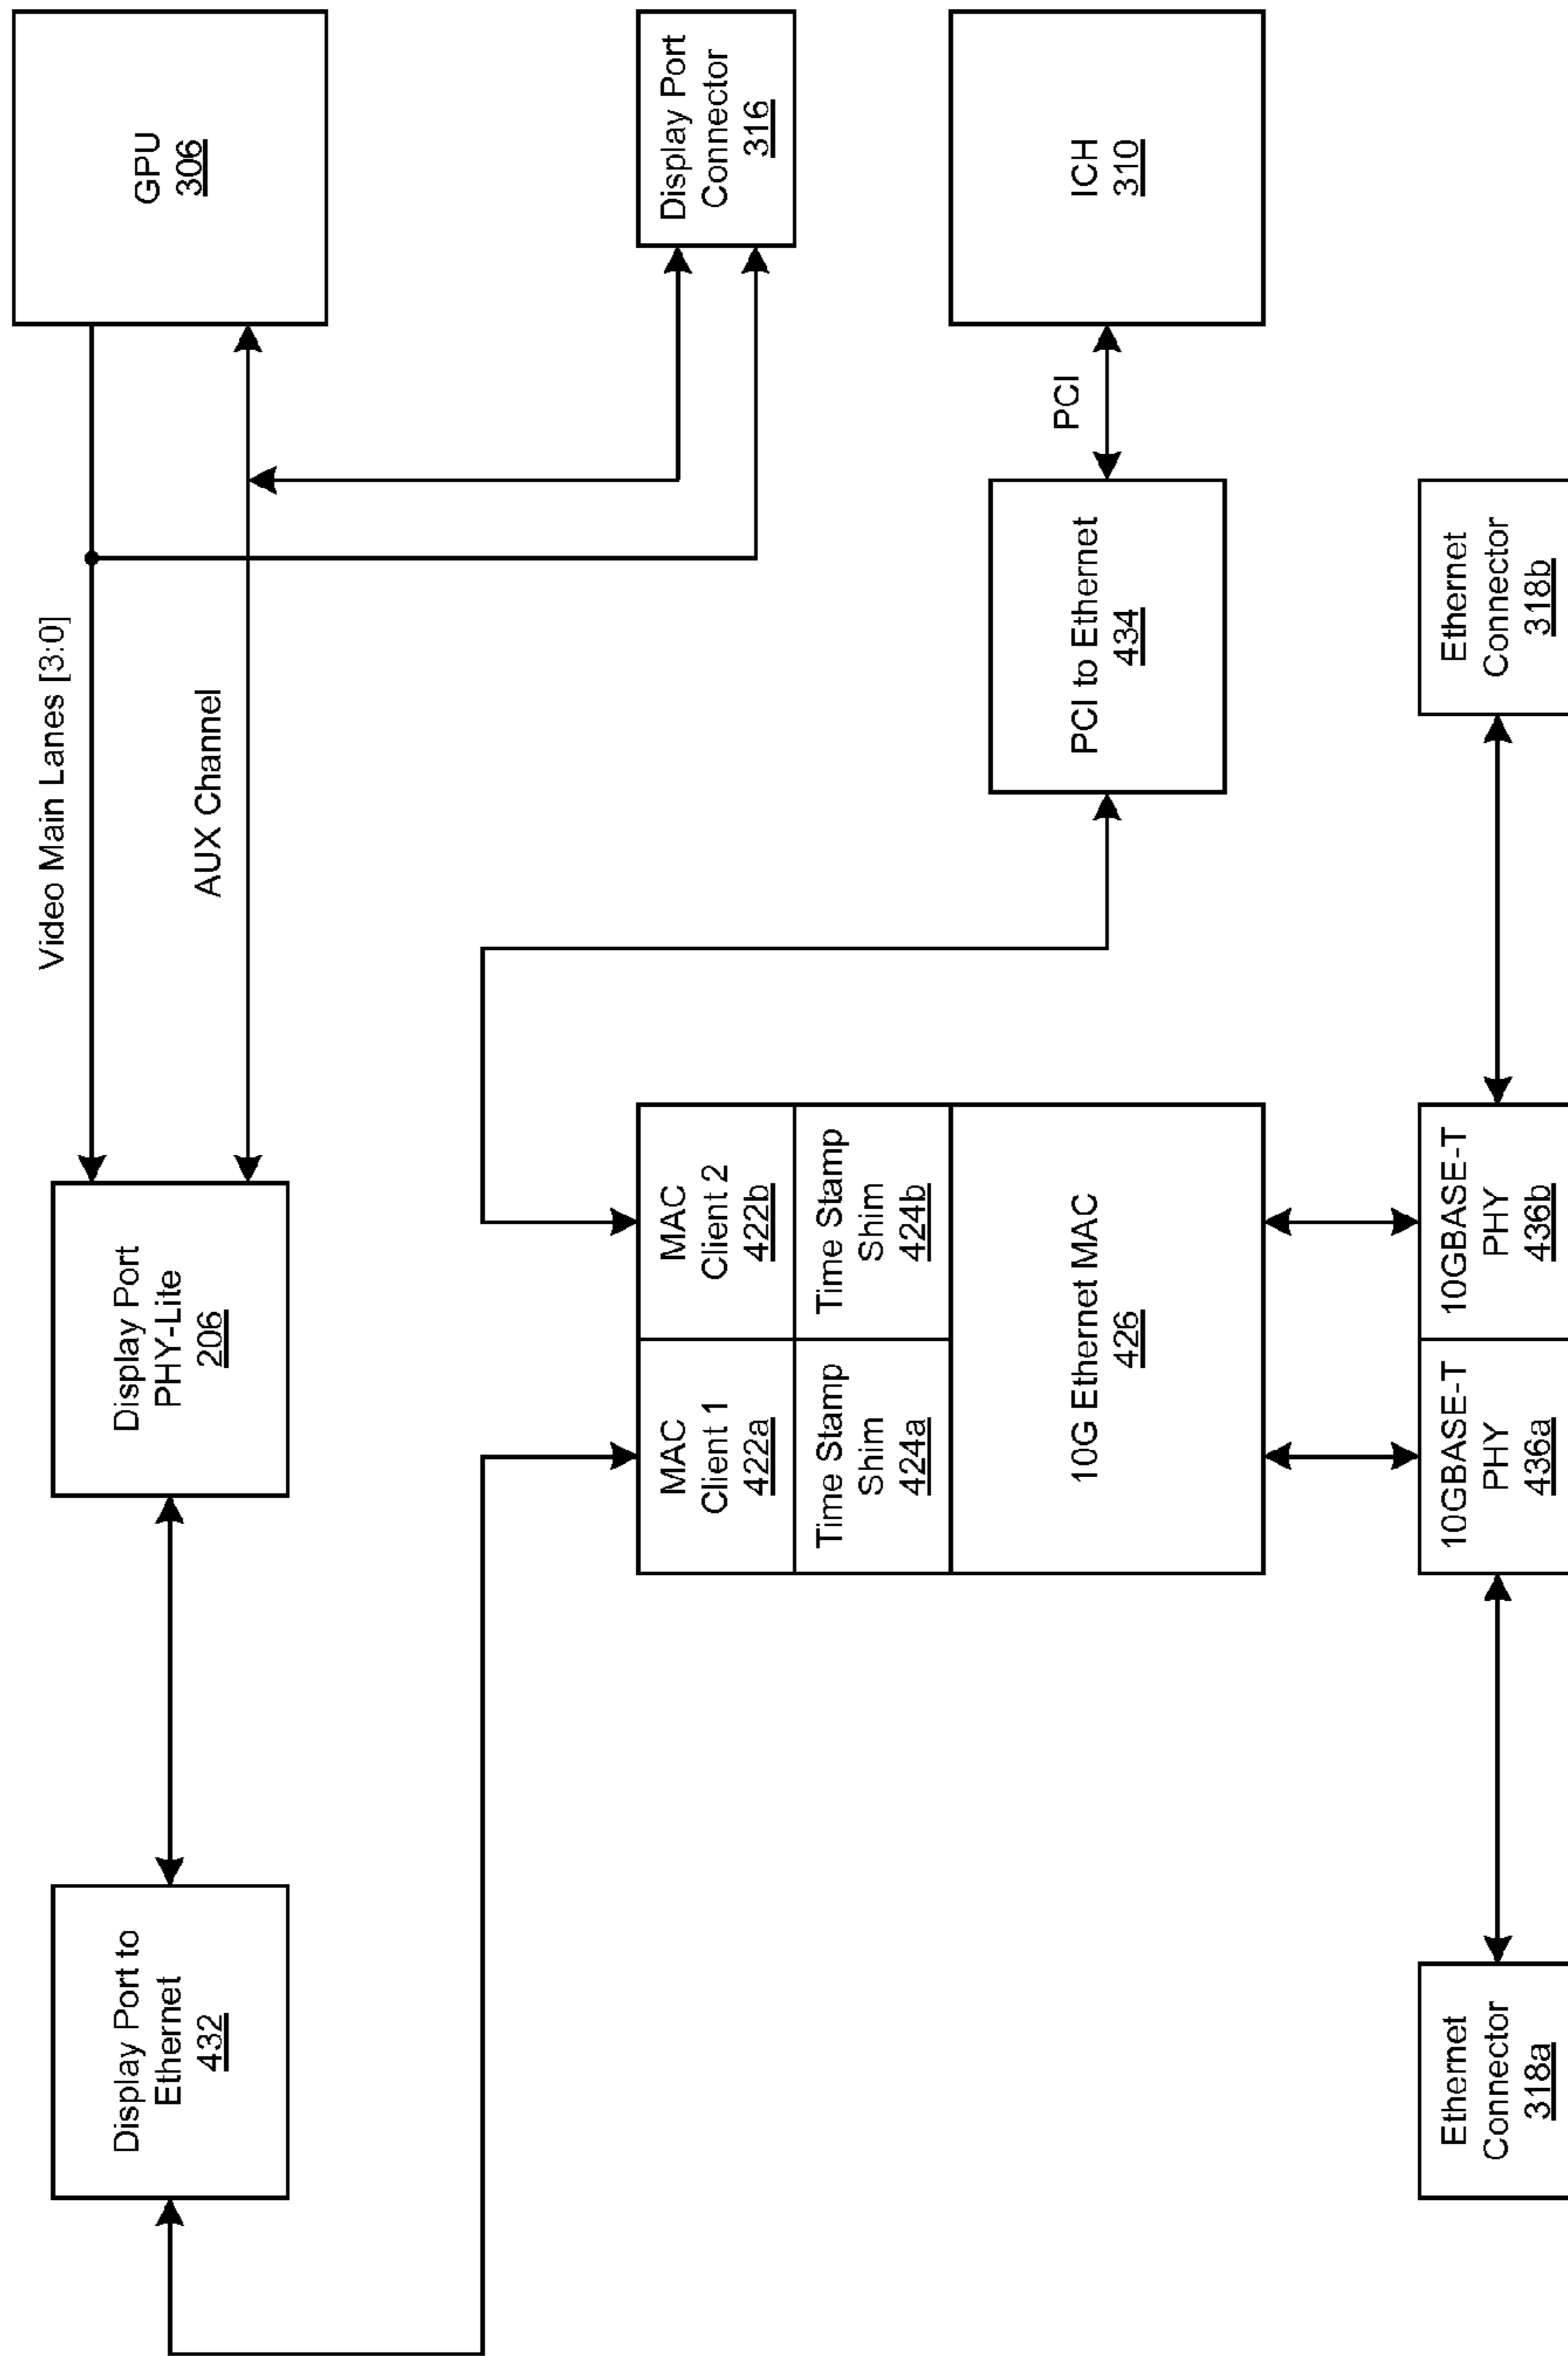 Display Port to
Ethernet
432
Display Port
PHY-Lite
206
Video Main Lanes [3:0]
AUX Channel
GPU
306
Display Port
Connector
316
MAC
Client 1
422a
MAC
Client 2
422b
Time Stamp
Shim
424a
Time Stamp
Shim
424b
10G Ethernet MAC
426
PCI to Ethernet
434
PCI
ICH
310
Ethernet
Connector
318a
10GBASE-T
PHY
436a
10GBASE-T
PHY
436b
Ethernet
Connector
318b